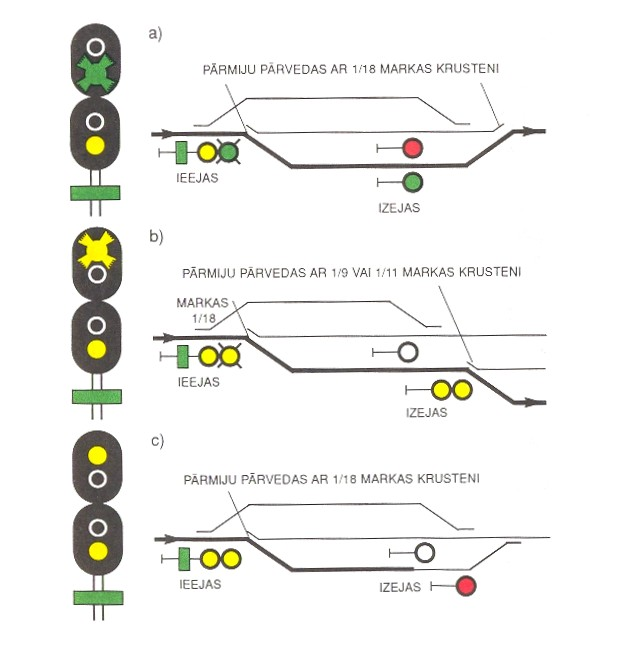 a)
PĀRMIJU PĀRVEDAS AR 1/18 MARKAS KRUSTENI
IEEJAS
IZEJAS
b)
PĀRMIJU PĀRVEDAS AR 1/9 VAI 1/11 MARKAS KRUSTENI
MARKAS
1/18
IEEJAS
IZEJAS
c)
PĀRMIJU PĀRVEDAS AR 1/18 MARKAS KRUSTENI
IEEJAS
IZEJAS